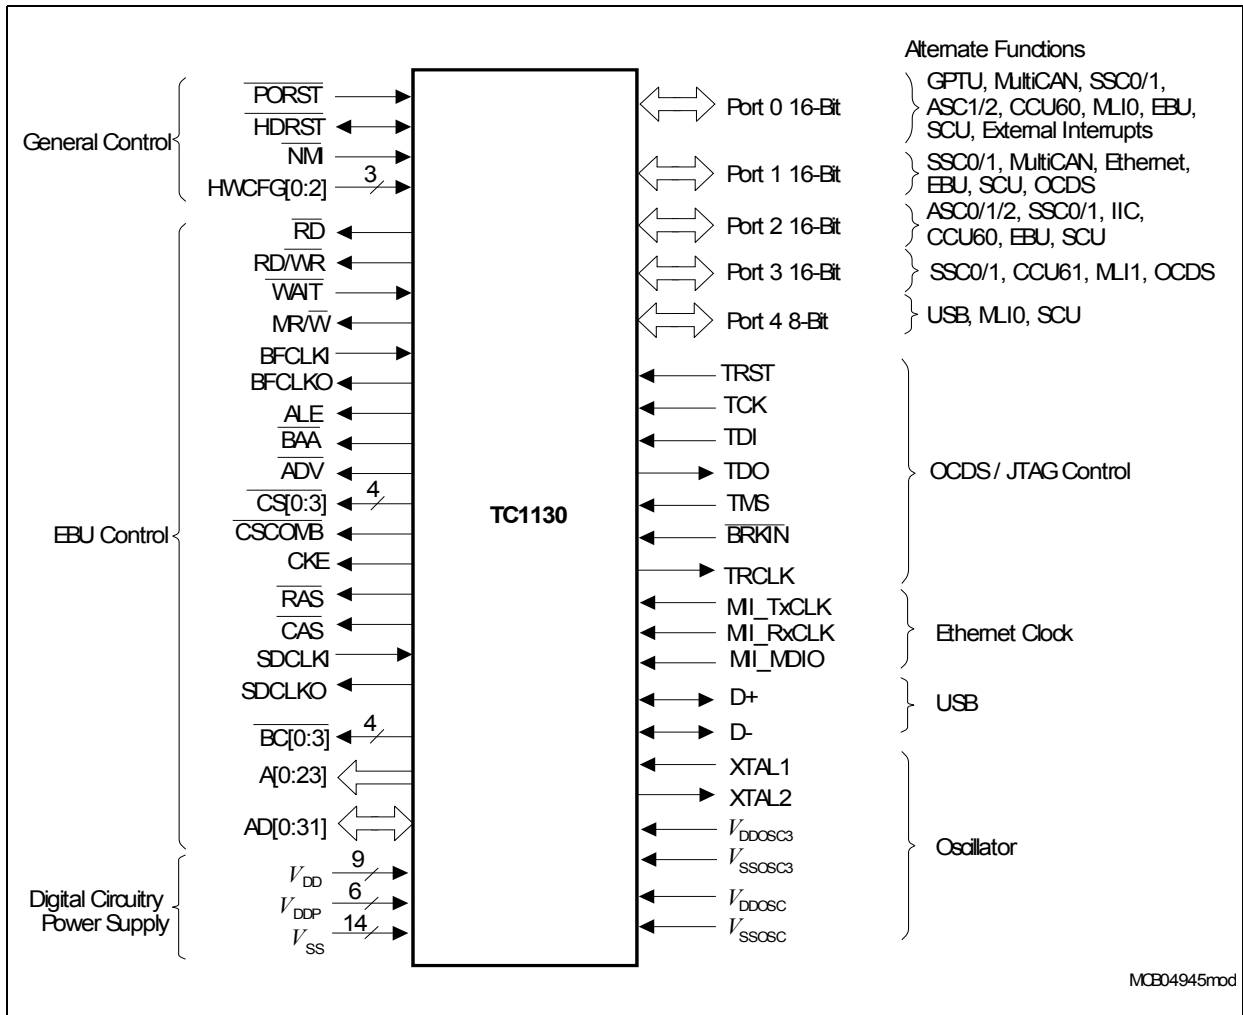 Alternate Functions
General Control
PORST
HDRST
NMI
HWCFG[0:2]
3
EBU Control
RD
RD/WR
WAIT
MR/W
BFCLKI
BFCLKO
ALE
BAA
ADV
CS[0:3]
4
CSCOMB
CKE
RAS
CAS
SDCLKI
SDCLKO
BC[0:3]
4
A[0:23]
AD[0:31]
Digital Circuitry
Power Supply
VDD
9
VDDP
6
VSS
14
TC1130
Port 0 16-Bit
GPTU, MultiCAN, SSC0/1,
ASC1/2, CCU60, MLI0, EBU,
SCU, External Interrupts
Port 1 16-Bit
SSC0/1, MultiCAN, Ethernet,
EBU, SCU, OCDS
Port 2 16-Bit
ASC0/1/2, SSC0/1, IIC,
CCU60, EBU, SCU
Port 3 16-Bit
SSC0/1, CCU61, MLI1, OCDS
Port 4 8-Bit
USB, MLI0, SCU
TRST
TCK
TDI
TDO
TMS
BRKIN
TRCLK
OCDS / JTAG Control
MII_TxCLK
MII_RxCLK
MII_MDIO
Ethernet Clock
D+
D-
USB
XTAL1
XTAL2
VDDOSC3
VSSOSC3
VDDOSC
VSSOSC
Oscillator
MCB04945mod